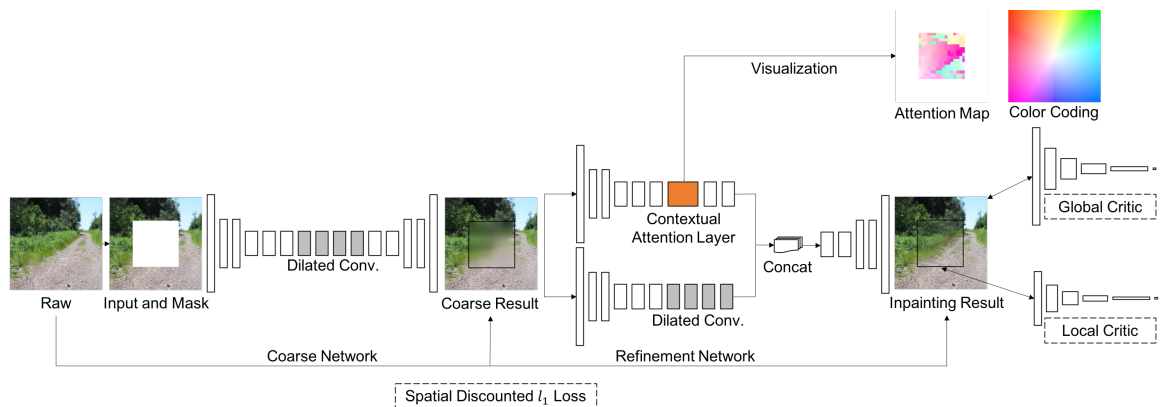 Visualization
Attention Map
Color Coding
Contextual
Attention Layer
Global Critic
Dilated Conv.
Concat
Raw
Input and Mask
Coarse Result
Dilated Conv.
Inpainting Result
Local Critic
Coarse Network
Refinement Network
Spatial Discounted l₁ Loss